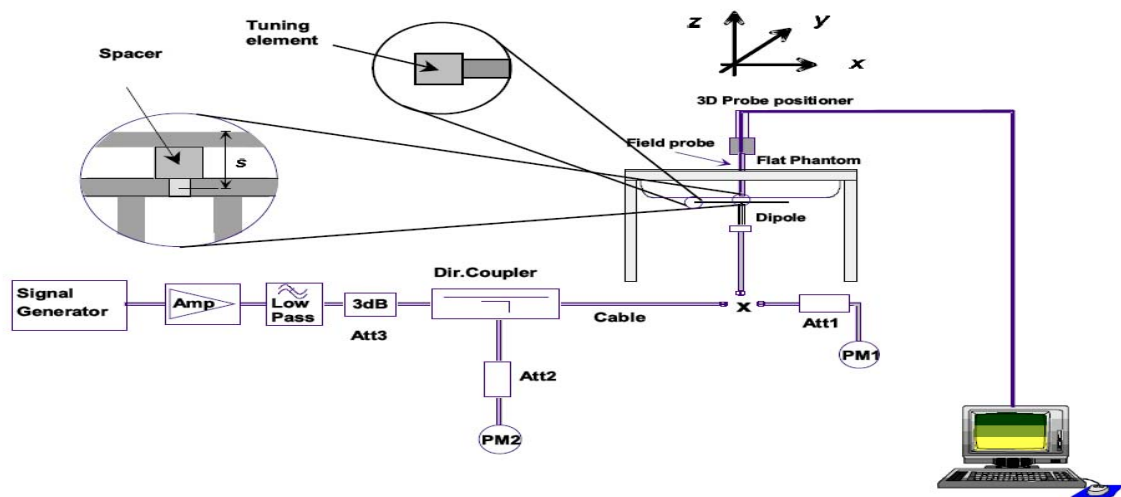 Tuning
element
Spacer
s
z
y
x
3D Probe positioner
Field probe
Flat Phantom
Dipole
Dir.Coupler
Signal
Generator
Amp
Low
Pass
3dB
Att3
Cable
x
Att1
PM1
Att2
PM2